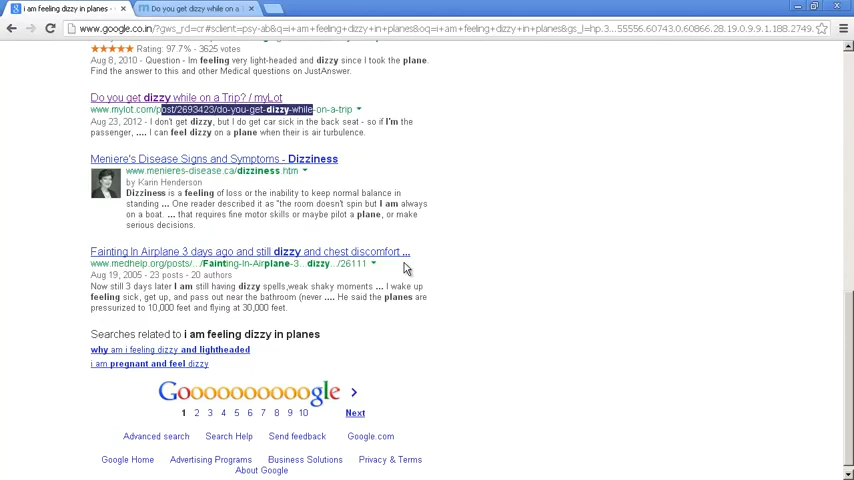 i am feeling dizzy in planes -
Do you get dizzy while on a
www.google.co.in/?gws_rd=cr#sclient=psy-ab&q=i+am+feeling+dizzy+in+planes&oq=i+am+feeling+dizzy+in+planes&gs_l=hp.3...55556.60743.0.60866.28.19.0.9.9.1.188.2749.
Rating: 97.7% - 3625 votes
Aug 8, 2010 - Question - Im feeling very light-headed and dizzy since I took the plane.
Find the answer to this and other Medical questions on JustAnswer.
Do you get dizzy while on a Trip? / myLot
www.mylot.com/post/2693423/do-you-get-dizzy-while-on-a-trip
Aug 23, 2012 - I don't get dizzy, but I do get car sick in the back seat - so if I'm the
passenger, .... I can feel dizzy on a plane when their is air turbulence.
Meniere's Disease Signs and Symptoms - Dizziness
www.menieres-disease.ca/dizziness.htm
by Karin Henderson
Dizziness is a feeling of loss or the inability to keep normal balance in
standing ... One reader described it as "the room doesn't spin but I am always
on a boat. ... that requires fine motor skills or maybe pilot a plane, or make
serious decisions.
Fainting In Airplane 3 days ago and still dizzy and chest discomfort ...
www.medhelp.org/posts/.../Fainting-In-Airplane-3...dizzy.../26111
Aug 19, 2005 - 23 posts - 20 authors
Now still 3 days later I am still having dizzy spells,weak shaky moments ... I wake up
feeling sick, get up, and pass out near the bathroom (never .... He said the planes are
pressurized to 10,000 feet and flying at 30,000 feet.
Searches related to i am feeling dizzy in planes
why am i feeling dizzy and lightheaded
i am pregnant and feel dizzy
Goooooooooogle >
1 2 3 4 5 6 7 8 9 10 Next
Advanced search Search Help Send feedback Google.com
Google Home Advertising Programs Business Solutions Privacy & Terms
About Google